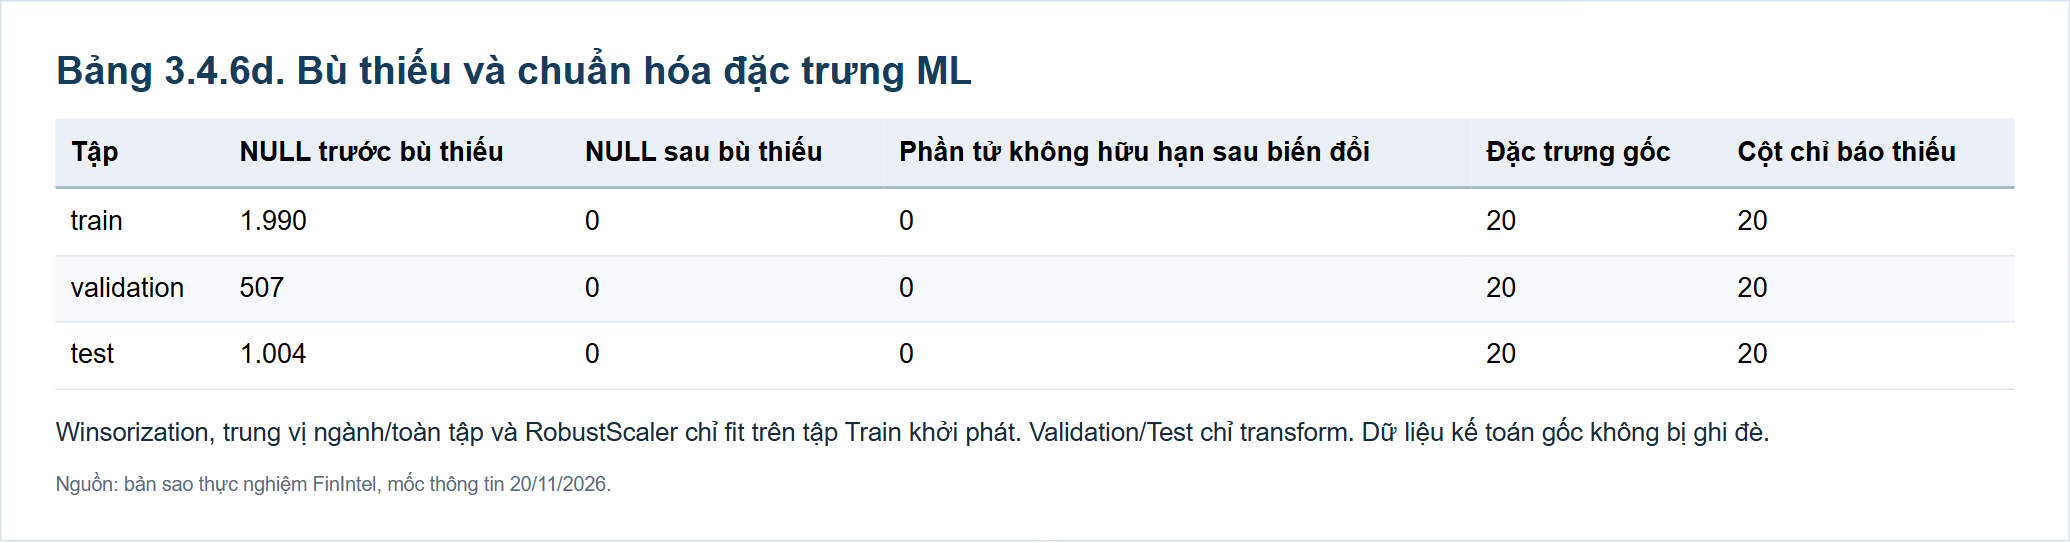 Bảng 3.4.6d. Bù thiếu và chuẩn hóa đặc trưng ML
Tập NULL trước bù thiếu NULL sau bù thiếu Phần tử không hữu hạn sau biến đổi Đặc trưng gốc Cột chỉ báo thiếu
train 1.990 0 0 20 20
validation 507 0 0 20 20
test 1.004 0 0 20 20
Winsorization, trung vị ngành/toàn tập và RobustScaler chỉ fit trên tập Train khởi phát. Validation/Test chỉ transform. Dữ liệu kế toán gốc không bị ghi đè.
Nguồn: bản sao thực nghiệm FinIntel, mốc thông tin 20/11/2026.